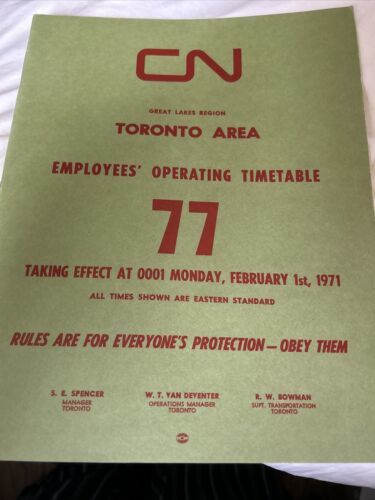 CN
GREAT LAKES REGION
TORONTO AREA
EMPLOYEES' OPERATING TIMETABLE
77
TAKING EFFECT AT 0001 MONDAY, FEBRUARY 1st, 1971
ALL TIMES SHOWN ARE EASTERN STANDARD
RULES ARE FOR EVERYONE'S PROTECTION — OBEY THEM
S. E. SPENCER
MANAGER
TORONTO
W. T. VAN DEVENTER
OPERATIONS MANAGER
TORONTO
R. W. BOWMAN
SUPT. TRANSPORTATION
TORONTO